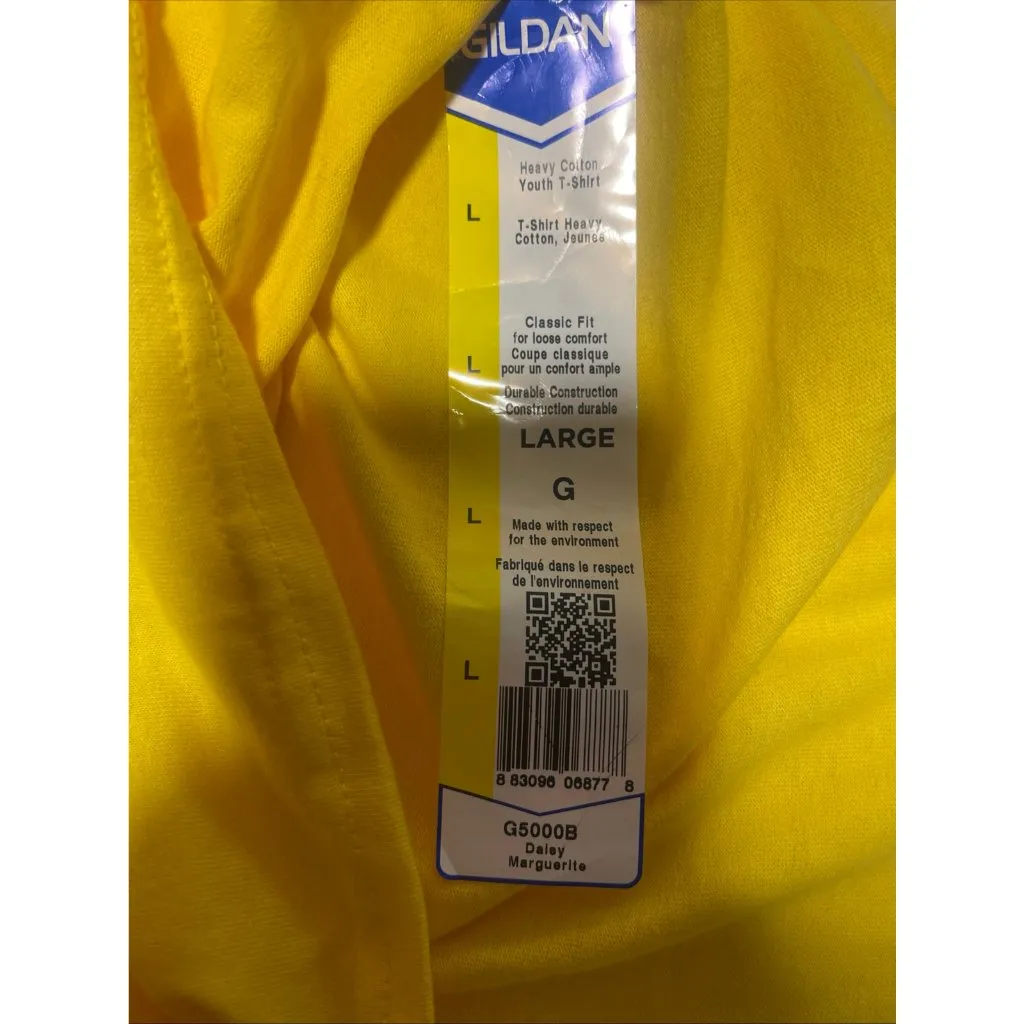 GILDAN
Heavy Cotton
Youth T-Shirt
L
T-Shirt Heavy
Cotton, Jeunes
Classic Fit
for loose comfort
Coupe classique
L
pour un confort ample
Durable Construction
Construction durable
LARGE
G
L
Made with respect
for the environment
Fabriqué dans le respect
de l'environnement
L
8 83096 06877 8
G5000B
Daisy
Marguerite